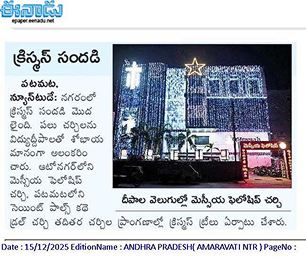 ఈనాడు
epaper.eenadu.net
క్రిస్మస్ సందడి
పటమట,
న్యూస్‌టుడే: నగరంలో
క్రిస్మస్ సందడి మొద
లైంది. పలు చర్చిలను
విద్యుద్దీపాలతో శోభాయ
మానంగా అలంకరిం
చారు. ఆటోనగర్‌లోని
మెస్సీయ ఫెలోషిప్
చర్చి, పటమటలోని
సెయింట్ పాల్స్ కథె
డ్రల్ చర్చి తదితర చర్చిల ప్రాంగణాల్లో క్రిస్మస్ ట్రీలు ఏర్పాటు చేశారు.
దీపాల వెలుగుల్లో మెస్సీయ ఫెలోషిప్ చర్చి
Date : 15/12/2025 EditionName : ANDHRA PRADESH( AMARAVATI NTR ) PageNo :